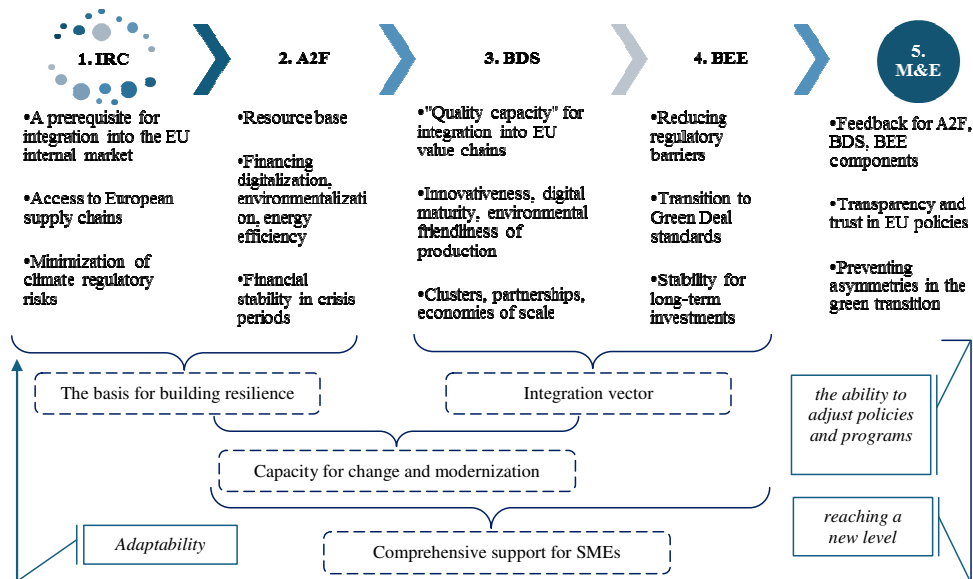 1. IRC
•A prerequisite for
integration into the EU
internal market
•Access to European
supply chains
•Minimization of
climate regulatory
risks
2. A2F
•Resource base
•Financing
digitalization,
environmentalizati
on, energy
efficiency
•Financial
stability in crisis
periods
3. BDS
•"Quality capacity" for
integration into EU
value chains
•Innovativeness, digital
maturity, environmental
friendliness of
production
•Clusters, partnerships,
economies of scale
4. BEE
•Reducing
regulatory
barriers
•Transition to
Green Deal
standards
•Stability for
long-term
investments
5.
M&E
•Feedback for A2F,
BDS, BEE
components
•Transparency and
trust in EU policies
•Preventing
asymmetries in the
green transition
The basis for building resilience
Integration vector
the ability to
adjust policies
and programs
Capacity for change and modernization
reaching a
new level
Adaptability
Comprehensive support for SMEs